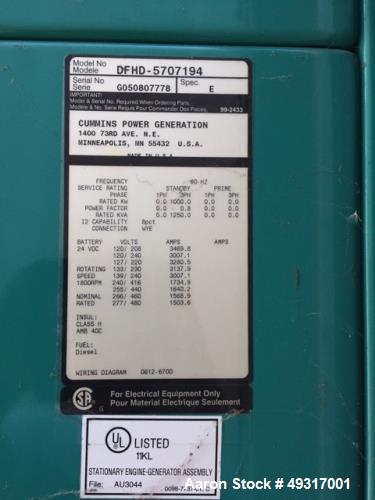 Model No
Modele DFHD-5707194
Serial No Spec.
Serie G050807778 E
IMPORTANT!
Model & Serial No. Required When Ordering Parts.
Modele & No. Serie Requis Pour Commander Des Pieces. 99-2433
CUMMINS POWER GENERATION
1400 73RD AVE. N.E.
MINNEAPOLIS, MN 55432 U.S.A.
MADE IN U.S.A.
FREQUENCY 60 HZ
SERVICE RATING STANDBY PRIME
PHASE 1PH 3PH 1PH 3PH
RATED KW 0.0 1000.0 0.0 0.0
POWER FACTOR 0.0 0.8 0.0 0.0
RATED KVA 0.0 1250.0 0.0 0.0
I2 CAPABILITY 8pct
CONNECTION WYE
BATTERY VOLTS AMPS AMPS
24 VDC 120/ 208 3469.8
120/ 240 3007.1
127/ 220 3280.5
ROTATING 133/ 230 3137.9
SPEED 139/ 240 3007.1
1800RPM 240/ 416 1734.9
255/ 440 1640.2
NOMINAL 266/ 460 1568.9
RATED 277/ 480 1503.6
INSUL:
CLASS H
AMB 40C
FUEL:
Diesel
WIRING DIAGRAM 0612-6700
For Electrical Equipment Only
Pour Material Electrique Seulement
UL LISTED
11KL
STATIONARY ENGINE-GENERATOR ASSEMBLY
File: AU3044
Aaron Stock # 49317001